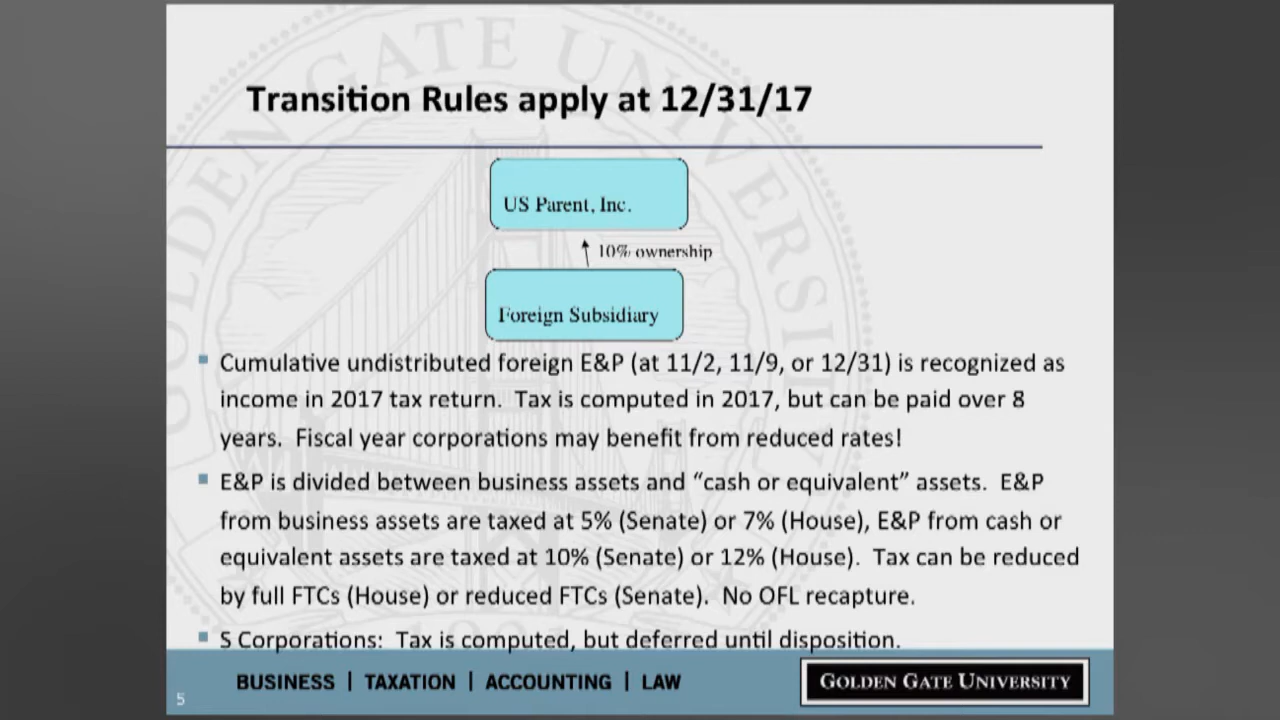 Transition Rules apply at 12/31/17
US Parent, Inc.
10% ownership
Foreign Subsidiary
Cumulative undistributed foreign E&P (at 11/2, 11/9, or 12/31) is recognized as
income in 2017 tax return. Tax is computed in 2017, but can be paid over 8
years. Fiscal year corporations may benefit from reduced rates!
E&P is divided between business assets and “cash or equivalent” assets. E&P
from business assets are taxed at 5% (Senate) or 7% (House), E&P from cash or
equivalent assets are taxed at 10% (Senate) or 12% (House). Tax can be reduced
by full FTCs (House) or reduced FTCs (Senate). No OFL recapture.
S Corporations: Tax is computed, but deferred until disposition.
BUSINESS | TAXATION | ACCOUNTING | LAW
GOLDEN GATE UNIVERSITY
5
GOLDEN GATE UNIVERSITY